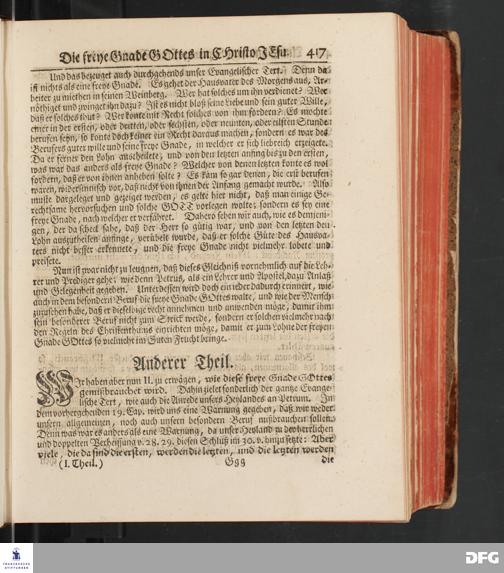 Die freye Gnade GOttes in CHristo JEsu. 417
Und das bezeuget auch durchgehends unser Evangelischer Text. Denn da
ist nichts als eine freye Gnade. Es gehet der Hausvater des Morgens aus, Ar-
beiter zu miethen in seinen Weinberg. Wer hat solches um ihn verdienet? Wer
nöthiget und zwinget ihn dazu? Ist es nicht bloß seine Liebe und sein guter Wille,
daß er solches thut? Wer konte mit Recht solches von ihm fordern? Es mochte
einer in der ersten, oder dritten, oder sechsten, oder neunten, oder eilften Stunde
berufen seyn, so konte doch keiner ein Recht daraus machen, sondern es war des
Berufers guter wille und seine freye Gnade, in welcher er sich liebreich erzeigete.
Da er ferner den Lohn austheilete, und von den letzten anfing bis zu den ersten,
was war das anders als freye Gnade? Welcher von denen letzten konte es wol
fordern, daß er von ihnen anheben solte? Es kam so gar denen, die erst berufen
waren, widersinnisch vor, daß nicht von ihnen der Anfang gemacht wurde. Also
muste dargeleget und gezeiget werden, es gelte hier nicht, daß man einige Ge-
rechtsame hervorsuchen und solche GOTT vorlegen wolte; sondern es sey eine
freye Gnade, nach welcher er verfähret. Dahero sehen wir auch, wie es demjeni-
gen, der da scheel sahe, daß der Herr so gütig war, und von den letzten den
Lohn auszutheilen anfinge, verübelt wurde, daß er solche Güte des Hausva-
ters nicht besser erkennete, und die freye Gnade nicht vielmehr lobete und
preisete.
Nun ist zwar nicht zu leugnen, daß dieses Gleichniß vornehmlich auf die Leh-
rer und Prediger gehe; wie denn Petrus, als ein Lehrer und Apostel, dazu Anlaß
und Gelegenheit gegeben. Unterdessen wird doch ein ieder dadurch erinnert, wie
auch in dem besondern Beruf die freye Gnade GOttes walte, und wie der Mensch
zuzusehen habe, daß er dieselbige recht annehmen und anwenden möge, damit ihm
sein besonderer Beruf nicht zum Strick werde, sondern er solchen vielmehr nach
den Regeln des Christenthums einrichten möge, damit er zum Lohne der freyen
Gnade GOttes so vielmehr im Guten Frucht bringe.
Anderer Theil.
WJr haben aber nun II. zu erwägen, wie diese freye Gnade GOttes
gemißbrauchet wird. Dahin zielet sonderlich der gantze Evange-
lische Text, wie auch die Anrede unsers Heylandes an Petrum. Jn
dem vorhergehenden 19. Cap. wird uns eine Warnung gegeben, daß wir weder
unsern allgemeinen, noch auch unsern besondern Beruf mißbrauchen sollen.
Denn was war es anders als eine Warnung, da unser Heyland zu der herrlichen
und doppelten Verheissung v. 28. 29. diesen Schluß im 30. v. hinzu setzte: Aber
viele, die da sind die ersten, werden die letzten, und die letzten werden
(I. Theil.) Ggg die
FRANCKESCHE STIFTUNGEN
DFG